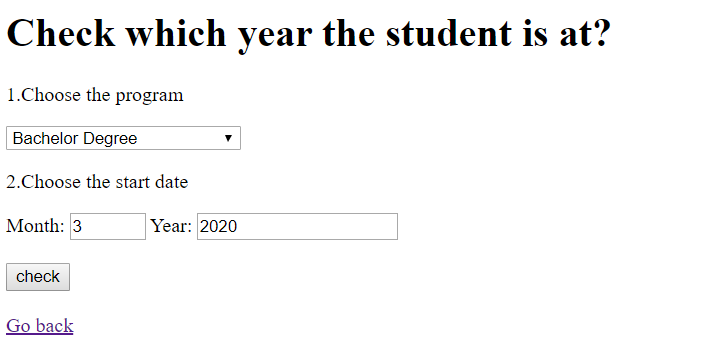 Check which year the student is at?
1.Choose the program
Bachelor Degree
2.Choose the start date
Month: 3 Year: 2020
check
Go back